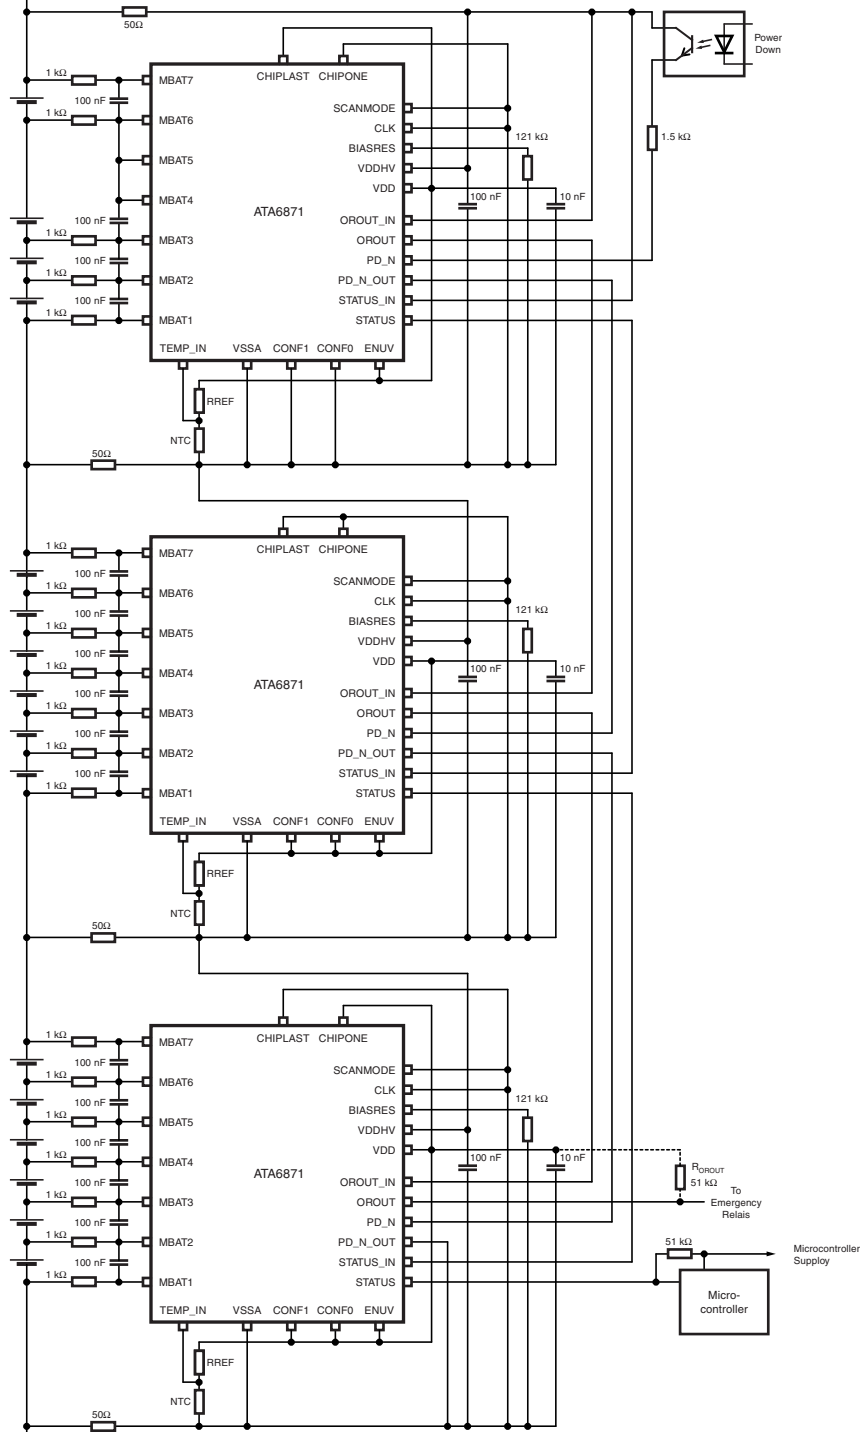 50Ω
Power
Down
1 kΩ
MBAT7
CHIPLAST
CHIPONE
100 nF
SCANMODE
1 kΩ
MBAT6
CLK
121 kΩ
1.5 kΩ
BIASRES
MBAT5
VDDHV
VDD
100 nF
10 nF
MBAT4
ATA6871
100 nF
OROUT_IN
1 kΩ
MBAT3
OROUT
100 nF
PD_N
1 kΩ
MBAT2
PD_N_OUT
100 nF
STATUS_IN
1 kΩ
MBAT1
STATUS
TEMP_IN
VSSA
CONF1
CONF0
ENUV
RREF
NTC
50Ω
1 kΩ
MBAT7
CHIPLAST
CHIPONE
100 nF
SCANMODE
1 kΩ
MBAT6
CLK
121 kΩ
100 nF
BIASRES
1 kΩ
MBAT5
VDDHV
100 nF
VDD
100 nF
10 nF
1 kΩ
MBAT4
ATA6871
100 nF
OROUT_IN
1 kΩ
MBAT3
OROUT
100 nF
PD_N
1 kΩ
MBAT2
PD_N_OUT
100 nF
STATUS_IN
1 kΩ
MBAT1
STATUS
TEMP_IN
VSSA
CONF1
CONF0
ENUV
RREF
NTC
50Ω
1 kΩ
MBAT7
CHIPLAST
CHIPONE
100 nF
SCANMODE
1 kΩ
MBAT6
CLK
121 kΩ
100 nF
BIASRES
1 kΩ
MBAT5
VDDHV
100 nF
VDD
100 nF
10 nF
1 kΩ
MBAT4
ATA6871
ROROUT
51 kΩ
100 nF
OROUT_IN
1 kΩ
MBAT3
OROUT
To
Emergency
Relais
100 nF
PD_N
1 kΩ
MBAT2
PD_N_OUT
51 kΩ
Microcontroller
Supploy
100 nF
STATUS_IN
1 kΩ
MBAT1
STATUS
Micro-
controller
TEMP_IN
VSSA
CONF1
CONF0
ENUV
RREF
NTC
50Ω